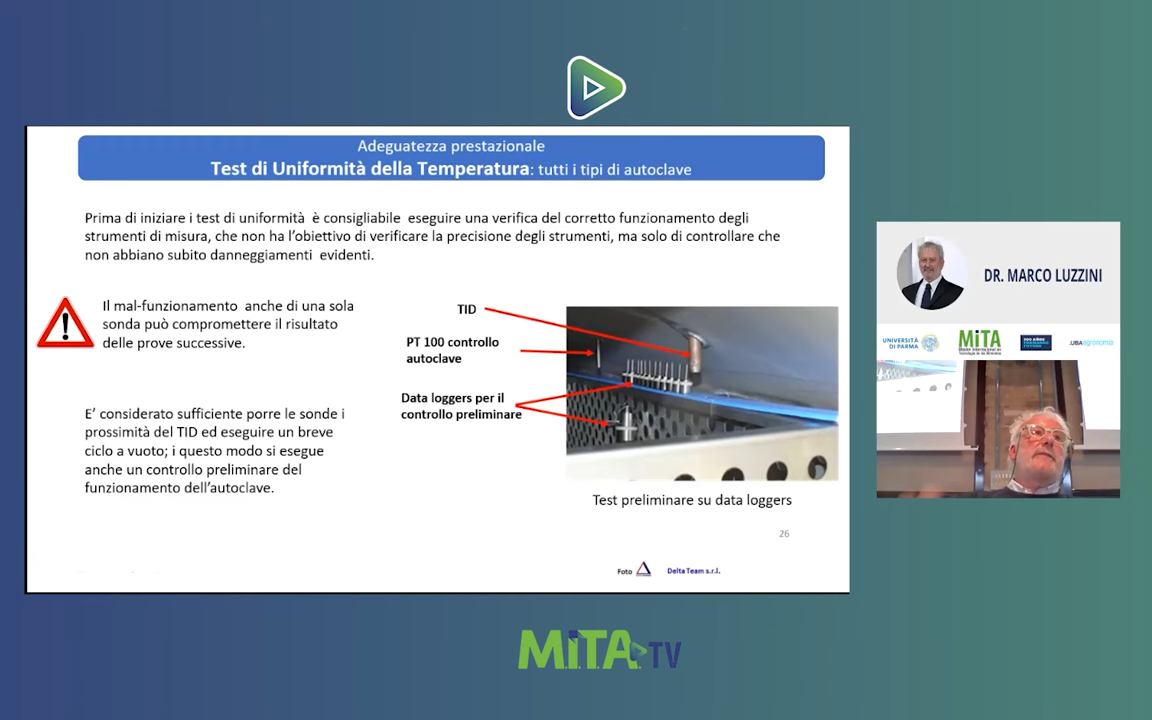 Adeguatezza prestazionale
Test di Uniformità della Temperatura: tutti i tipi di autoclave
Prima di iniziare i test di uniformità è consigliabile eseguire una verifica del corretto funzionamento degli
strumenti di misura, che non ha l'obiettivo di verificare la precisione degli strumenti, ma solo di controllare che
non abbiano subito danneggiamenti evidenti.
Il mal-funzionamento anche di una sola
sonda può compromettere il risultato
delle prove successive.
E' considerato sufficiente porre le sonde i
prossimità del TID ed eseguire un breve
ciclo a vuoto; i questo modo si esegue
anche un controllo preliminare del
funzionamento dell'autoclave.
TID
PT 100 controllo
autoclave
Data loggers per il
controllo preliminare
Test preliminare su data loggers
26
Foto
Delta Team s.r.l.
DR. MARCO LUZZINI
UNIVERSITÀ
DI PARMA
MiTA
.UBAagronomia
M.i.T.A. TV